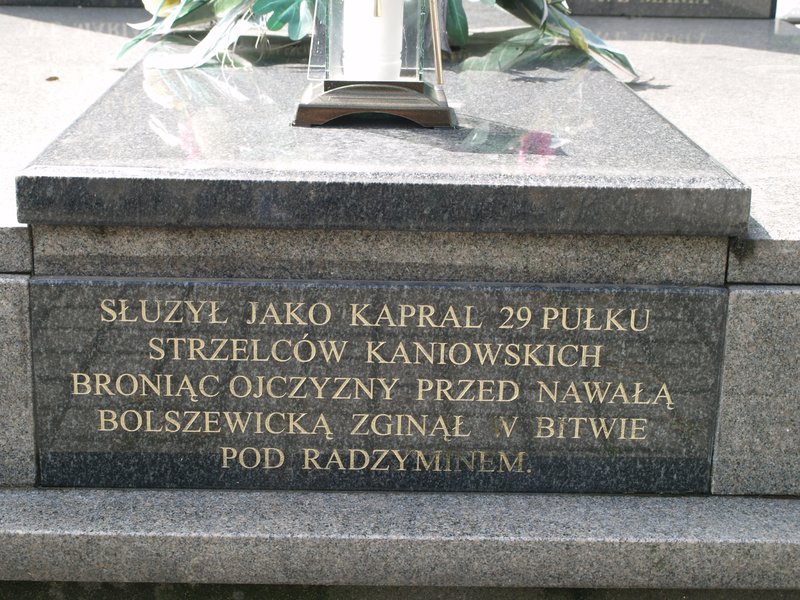 SŁUŻYŁ JAKO KAPRAL 29 PUŁKU
STRZELCÓW KANIOWSKICH
BRONIĄC OJCZYZNY PRZED NAWAŁĄ
BOLSZEWICKĄ ZGINĄŁ W BITWIE
POD RADZYMINEM.